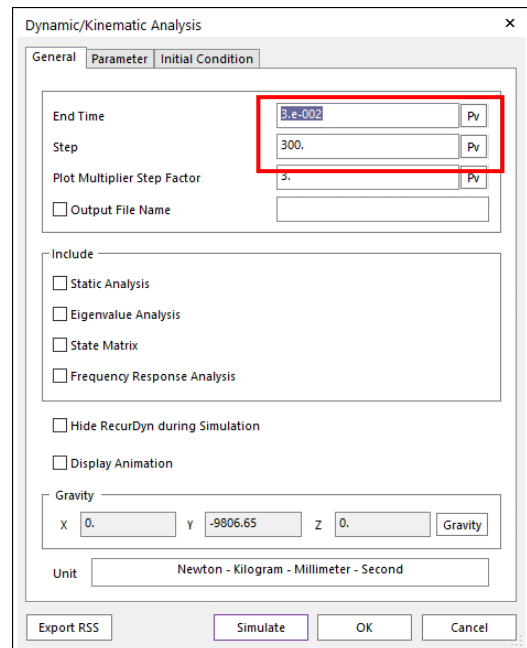 Dynamic/Kinematic Analysis
×
General Parameter Initial Condition
End Time 3.e-002 Pv
Step 300. Pv
Plot Multiplier Step Factor 3. Pv
Output File Name
Include
Static Analysis
Eigenvalue Analysis
State Matrix
Frequency Response Analysis
Hide RecurDyn during Simulation
Display Animation
Gravity
X 0. Y -9806.65 Z 0. Gravity
Unit Newton - Kilogram - Millimeter - Second
Export RSS Simulate OK Cancel